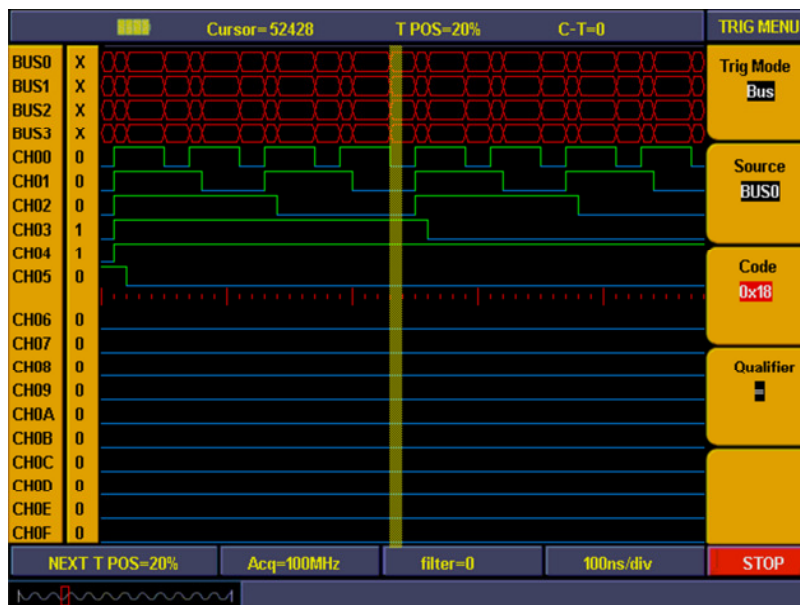 Cursor=52428 T POS=20% C-T=0 TRIG MENU
BUS0 X
BUS1 X
BUS2 X
BUS3 X
CH00 0
CH01 0
CH02 0
CH03 1
CH04 1
CH05 0
CH06 0
CH07 0
CH08 0
CH09 0
CH0A 0
CH0B 0
CH0C 0
CH0D 0
CH0E 0
CH0F 0
Trig Mode
Bus
Source
BUS0
Code
0x18
Qualifier
=
NEXT T POS=20% Acq=100MHz filter=0 100ns/div STOP